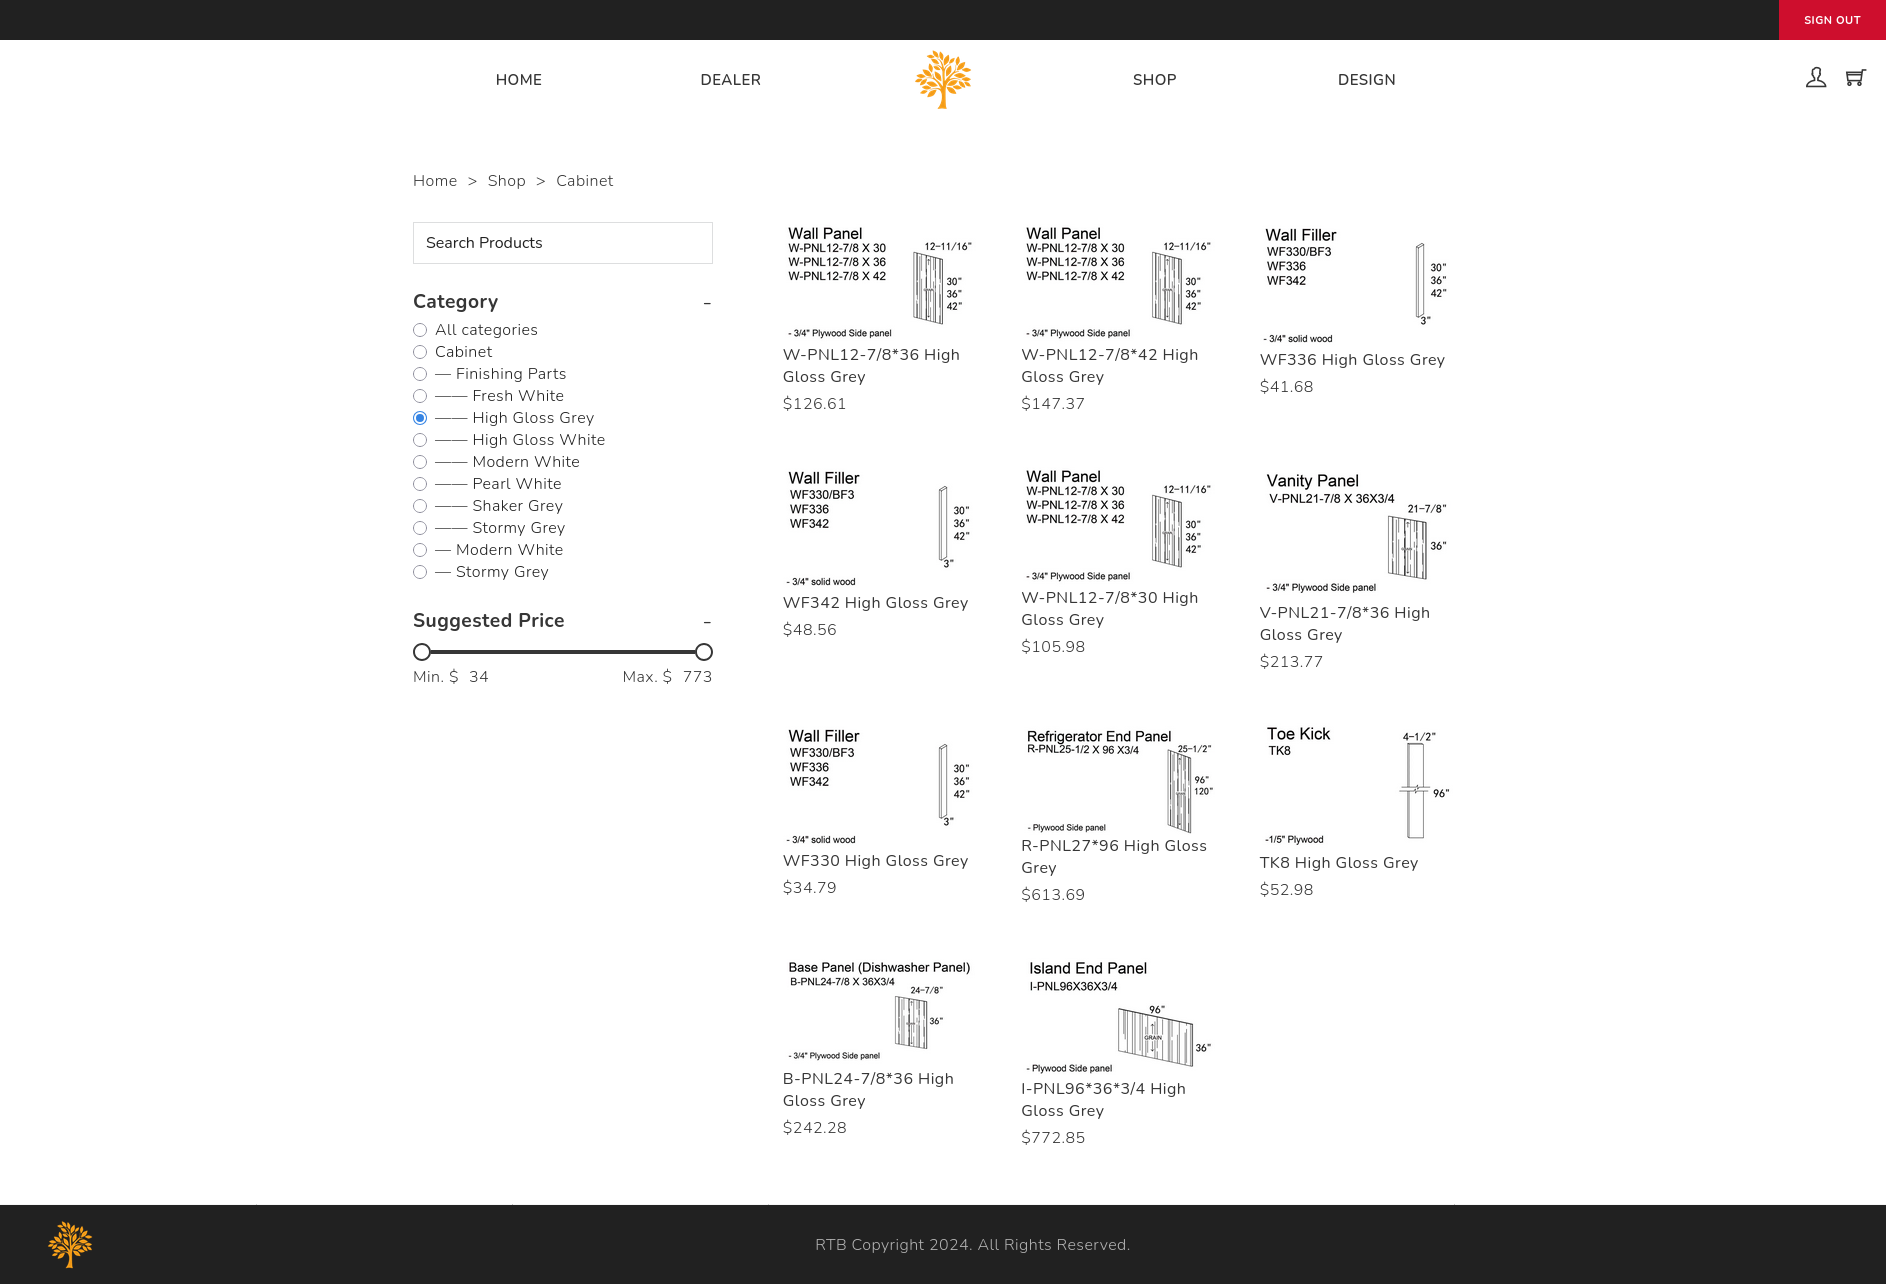 SIGN OUT
HOME
DEALER
SHOP
DESIGN
Home > Shop > Cabinet
Search Products
Category -
All categories
Cabinet
— Finishing Parts
—— Fresh White
—— High Gloss Grey
—— High Gloss White
—— Modern White
—— Pearl White
—— Shaker Grey
—— Stormy Grey
— Modern White
— Stormy Grey
Suggested Price -
Min. $ 34
Max. $ 773
Wall Panel
W-PNL12-7/8 X 30
W-PNL12-7/8 X 36
W-PNL12-7/8 X 42
12-11/16"
30"
36"
42"
- 3/4" Plywood Side panel
W-PNL12-7/8*36 High
Gloss Grey
$126.61
Wall Panel
W-PNL12-7/8 X 30
W-PNL12-7/8 X 36
W-PNL12-7/8 X 42
12-11/16"
30"
36"
42"
- 3/4" Plywood Side panel
W-PNL12-7/8*42 High
Gloss Grey
$147.37
Wall Filler
WF330/BF3
WF336
WF342
30"
36"
42"
3"
- 3/4" solid wood
WF336 High Gloss Grey
$41.68
Wall Filler
WF330/BF3
WF336
WF342
30"
36"
42"
3"
- 3/4" solid wood
WF342 High Gloss Grey
$48.56
Wall Panel
W-PNL12-7/8 X 30
W-PNL12-7/8 X 36
W-PNL12-7/8 X 42
12-11/16"
30"
36"
42"
- 3/4" Plywood Side panel
W-PNL12-7/8*30 High
Gloss Grey
$105.98
Vanity Panel
V-PNL21-7/8 X 36X3/4
21-7/8"
36"
- 3/4" Plywood Side panel
V-PNL21-7/8*36 High
Gloss Grey
$213.77
Wall Filler
WF330/BF3
WF336
WF342
30"
36"
42"
3"
- 3/4" solid wood
WF330 High Gloss Grey
$34.79
Refrigerator End Panel
R-PNL25-1/2 X 96 X3/4
25-1/2"
96"
120"
- Plywood Side panel
R-PNL27*96 High Gloss
Grey
$613.69
Toe Kick
TK8
4-1/2"
96"
-1/5" Plywood
TK8 High Gloss Grey
$52.98
Base Panel (Dishwasher Panel)
B-PNL24-7/8 X 36X3/4
24-7/8"
36"
- 3/4" Plywood Side panel
B-PNL24-7/8*36 High
Gloss Grey
$242.28
Island End Panel
I-PNL96X36X3/4
96"
GRAIN
36"
- Plywood Side panel
I-PNL96*36*3/4 High
Gloss Grey
$772.85
RTB Copyright 2024. All Rights Reserved.